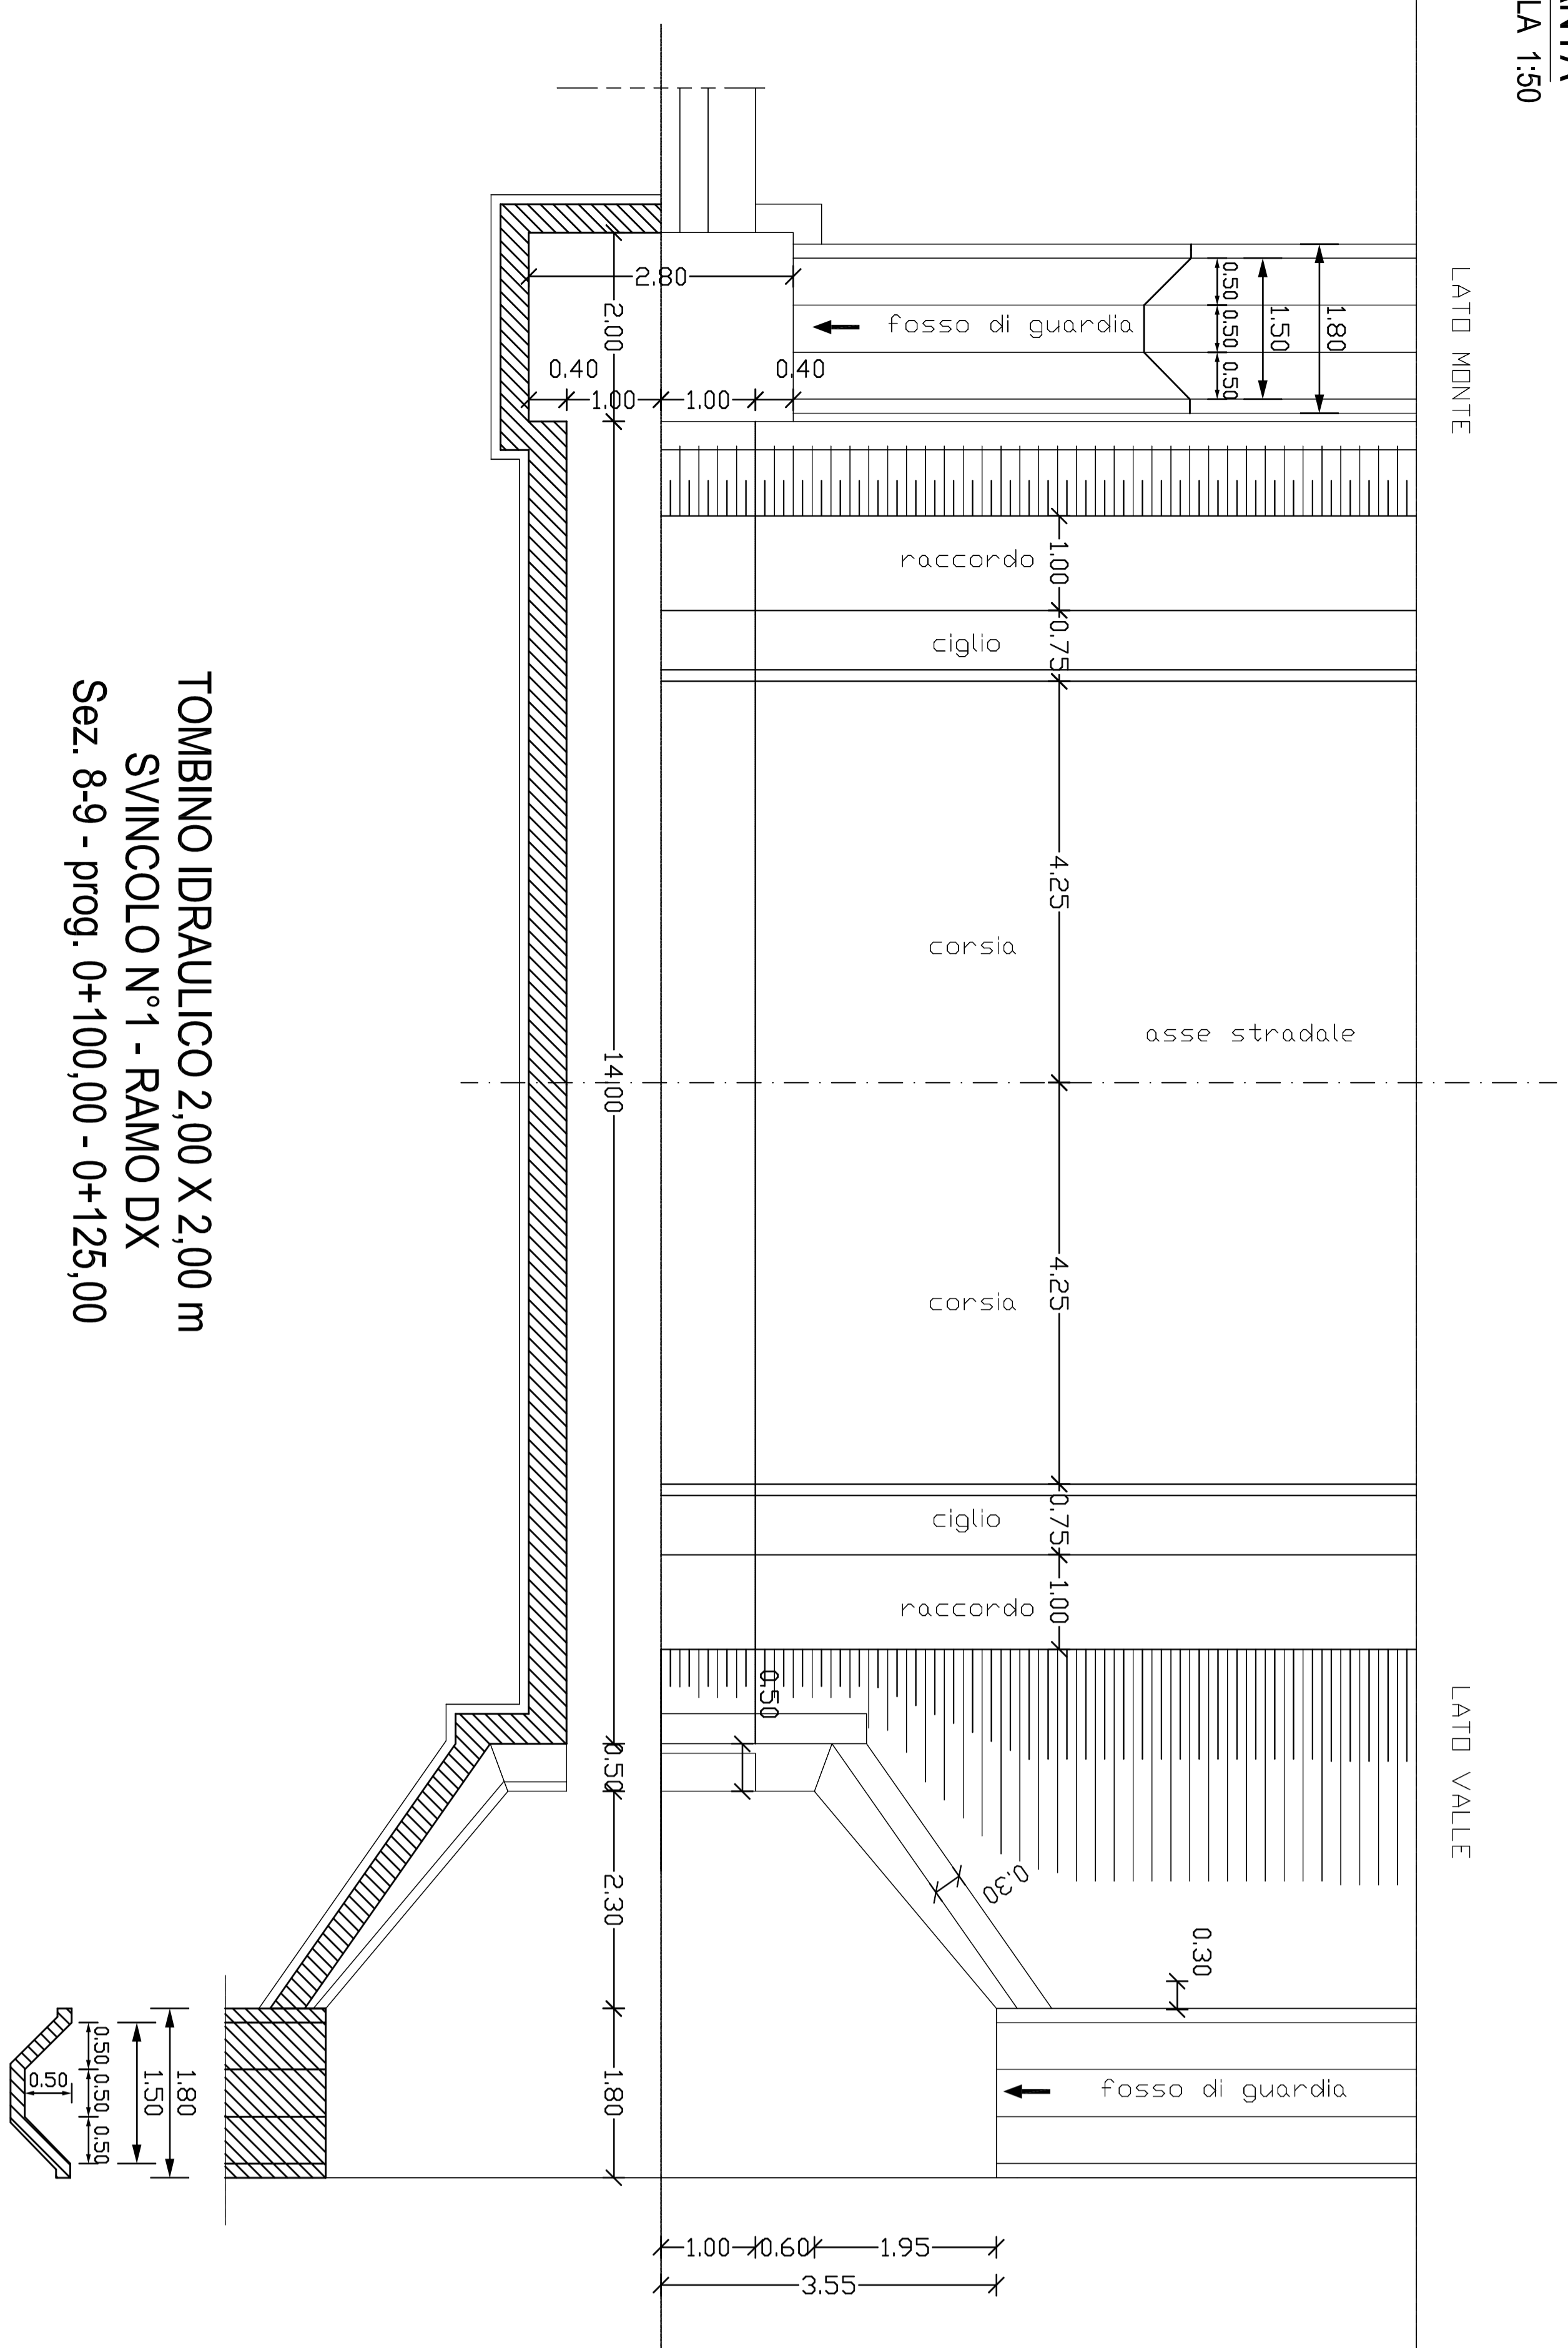 LA 1:50
LATO MONTE
LATO VALLE
1.80
1.50
0.50
0.50
0.50
fosso di guardia
2.80
2.00
0.40
1.00
1.00
0.40
raccordo
1.00
ciglio
0.75
4.25
corsia
asse stradale
14.00
4.25
corsia
ciglio
0.75
raccordo
1.00
0.50
0.50
0.30
2.30
0.30
fosso di guardia
1.80
1.00
0.60
1.95
3.55
1.80
1.50
0.50
0.50
0.50
0.50
TOMBINO IDRAULICO 2,00 X 2,00 m
SVINCOLO N°1 - RAMO DX
Sez. 8-9 - prog. 0+100,00 - 0+125,00